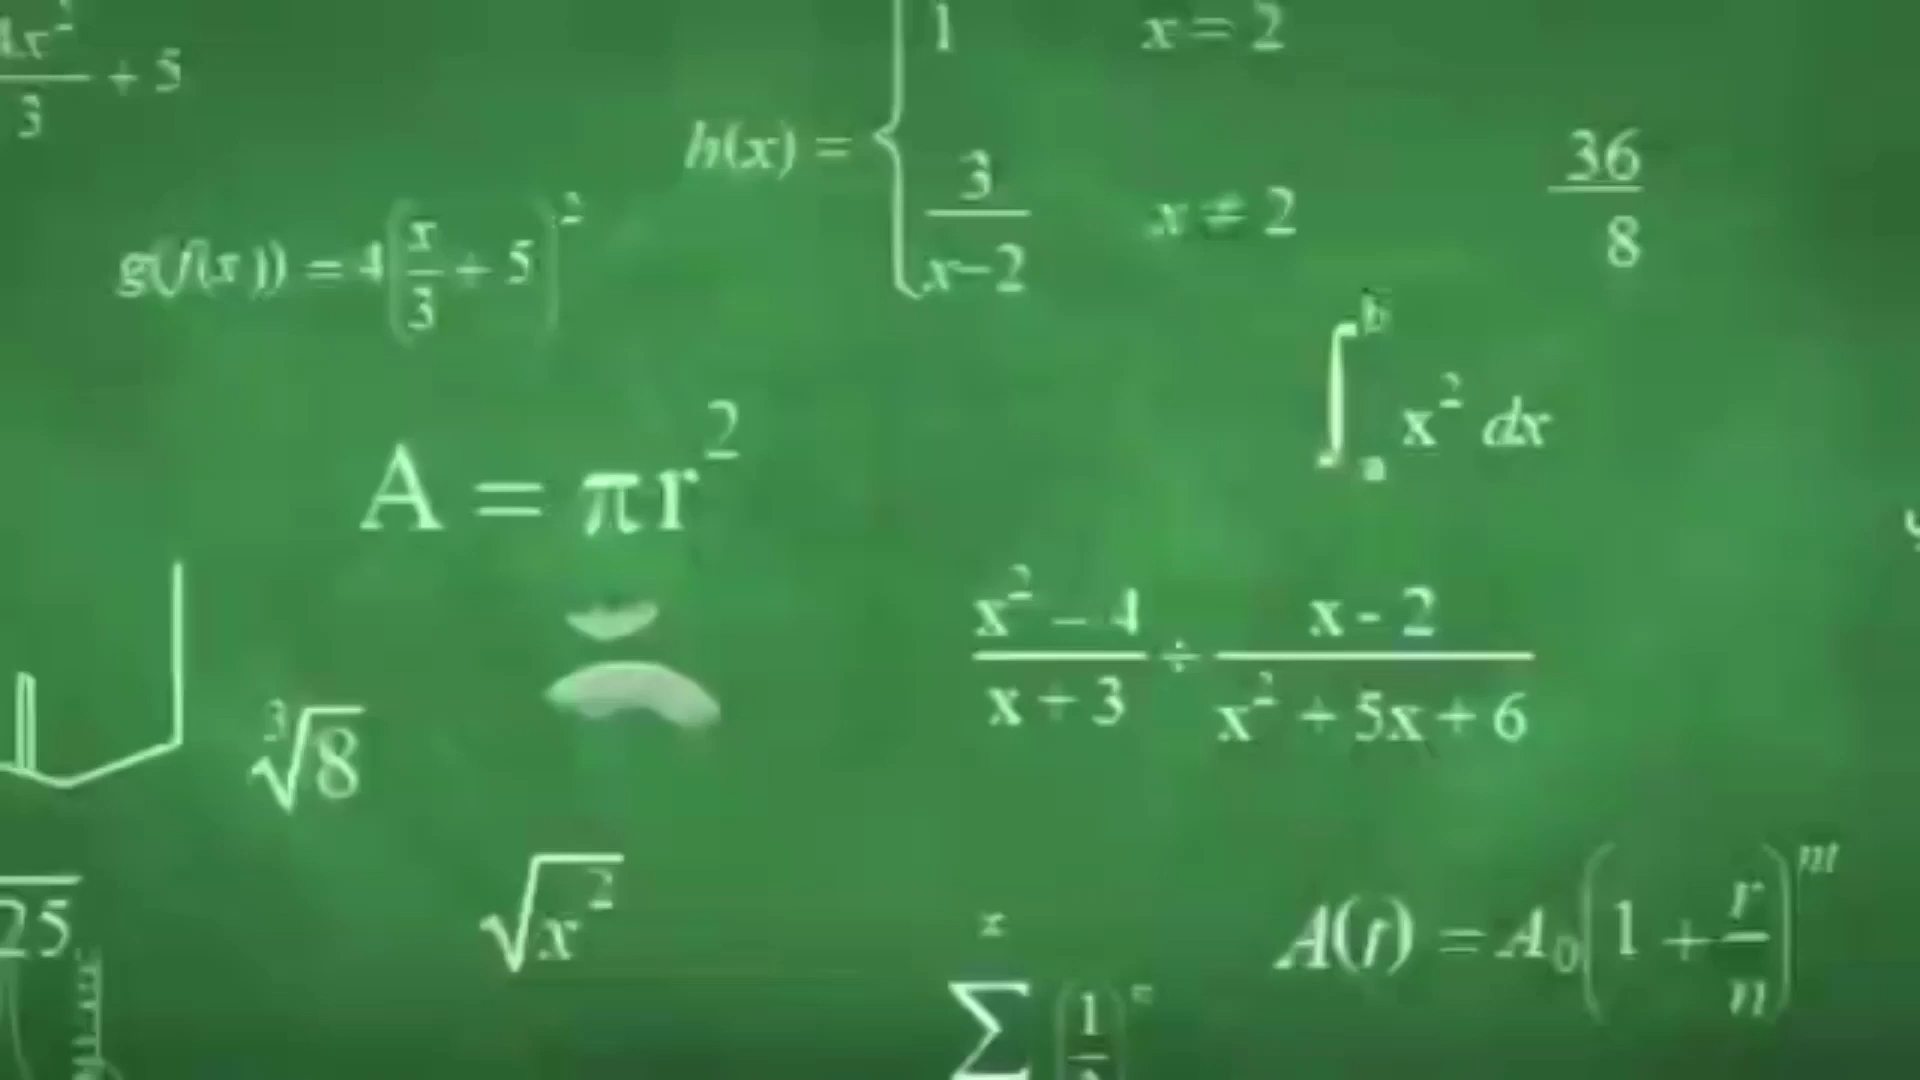 4x²/3 + 5
h(x) = { 1 x = 2
3/(x−2) x ≠ 2
36/8
g(f(x)) = 4(x/3 + 5)²
∫ₐᵇ x² dx
A = πr²
(x² − 4)/(x + 3) ÷ (x - 2)/(x² + 5x + 6)
∛8
√x²
25
A(t) = A₀(1 + r/n)ⁿᵗ
∑